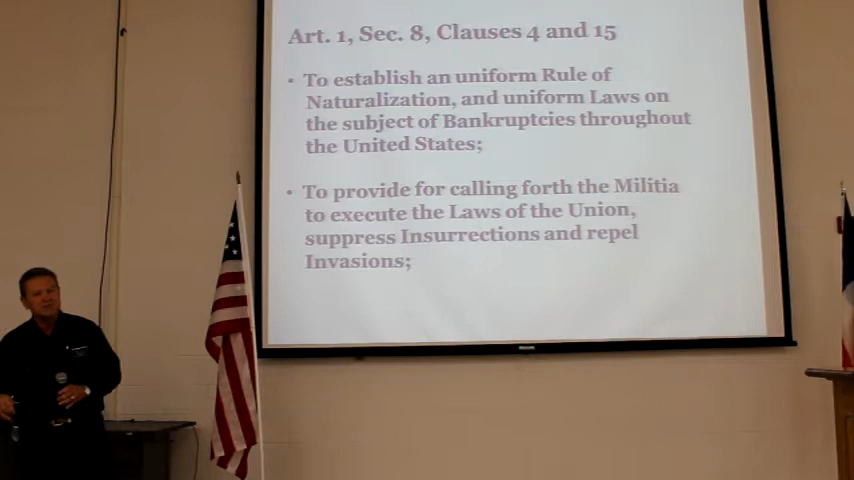 Art. 1, Sec. 8, Clauses 4 and 15
• To establish an uniform Rule of
Naturalization, and uniform Laws on
the subject of Bankruptcies throughout
the United States;
• To provide for calling forth the Militia
to execute the Laws of the Union,
suppress Insurrections and repel
Invasions;